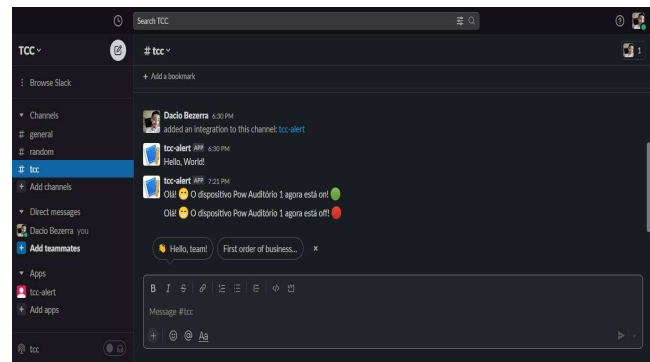 Search TCC
TCC
# tcc
1
Browse Slack
+ Add a bookmark
Channels
# general
# random
# tcc
+ Add channels
Direct messages
Dacio Bezerra you
+ Add teammates
Apps
tcc-alert
+ Add apps
tcc
Dacio Bezerra 6:30 PM
added an integration to this channel: tcc-alert
tcc-alert APP 6:30 PM
Hello, World!
tcc-alert APP 7:21 PM
Olá! 😁 O dispositivo Pow Auditório 1 agora está on! 🟢
Olá! 😁 O dispositivo Pow Auditório 1 agora está off! 🔴
👋 Hello, team! First order of business... x
B I S
Message #tcc
+ @ Aa